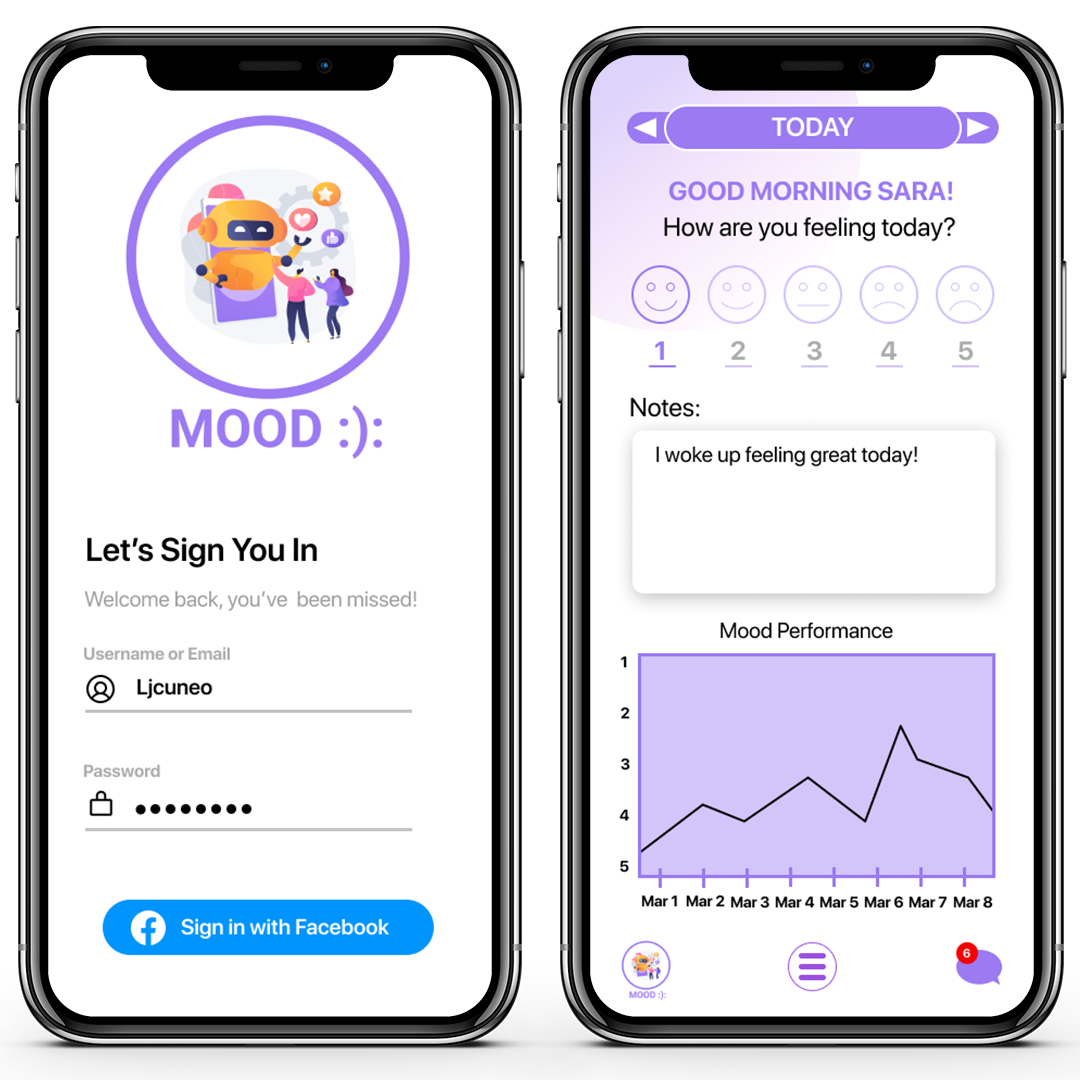 MOOD :):
Let’s Sign You In
Welcome back, you’ve  been missed!
Username or Email
Ljcuneo
Password
Sign in with Facebook
TODAY
GOOD MORNING SARA!
How are you feeling today?
1 2 3 4 5
Notes:
I woke up feeling great today!
Mood Performance
1
2
3
4
5
Mar 1 Mar 2 Mar 3 Mar 4 Mar 5 Mar 6 Mar 7 Mar 8
6
MOOD :):